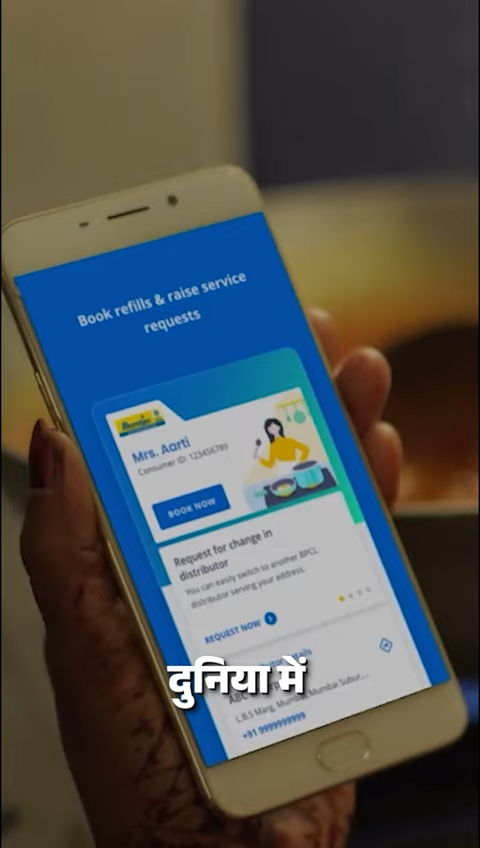 Book refills & raise service
requests
Mrs. Aarti
Consumer ID: 123456789
BOOK NOW
Request for change in
distributor
You can easily switch to another BPCL
distributor serving your address.
REQUEST NOW
दुनिया में
L.B.S Marg, Mumbai, Mumbai Subur,...
+91 9999999999